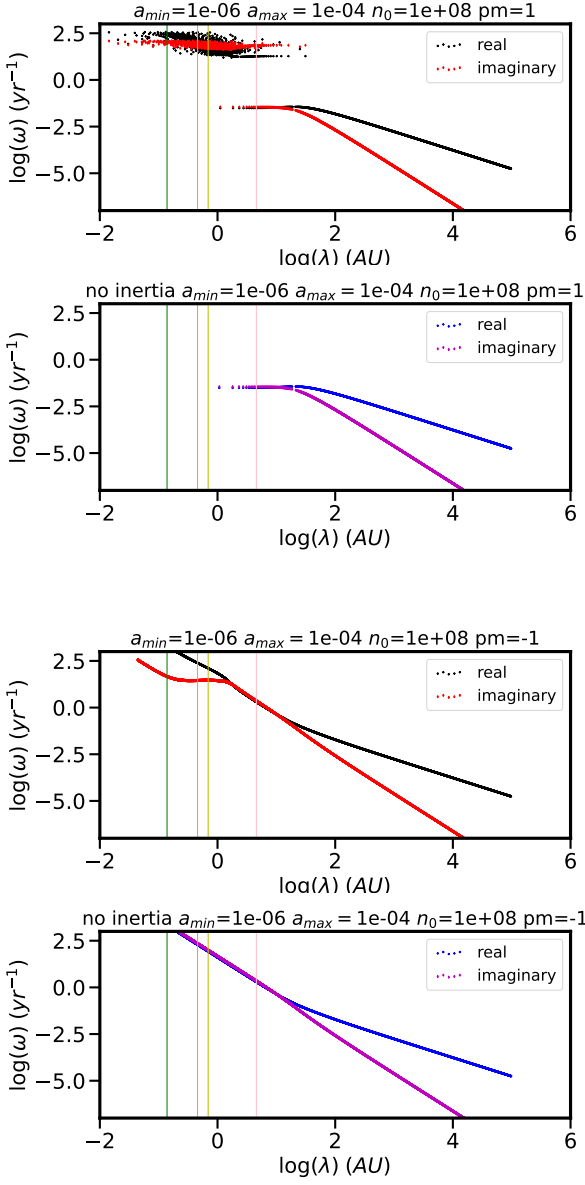 a_min=1e-06 a_max = 1e-04 n_0=1e+08 pm=1
log(ω) (yr⁻¹)
2.5
0.0
−2.5
−5.0
real
imaginary
−2 0 2 4 6
log(λ) (AU)
no inertia a_min=1e-06 a_max = 1e-04 n_0=1e+08 pm=1
log(ω) (yr⁻¹)
2.5
0.0
−2.5
−5.0
real
imaginary
−2 0 2 4 6
log(λ) (AU)
a_min=1e-06 a_max = 1e-04 n_0=1e+08 pm=-1
log(ω) (yr⁻¹)
2.5
0.0
−2.5
−5.0
real
imaginary
−2 0 2 4 6
log(λ) (AU)
no inertia a_min=1e-06 a_max = 1e-04 n_0=1e+08 pm=-1
log(ω) (yr⁻¹)
2.5
0.0
−2.5
−5.0
real
imaginary
−2 0 2 4 6
log(λ) (AU)